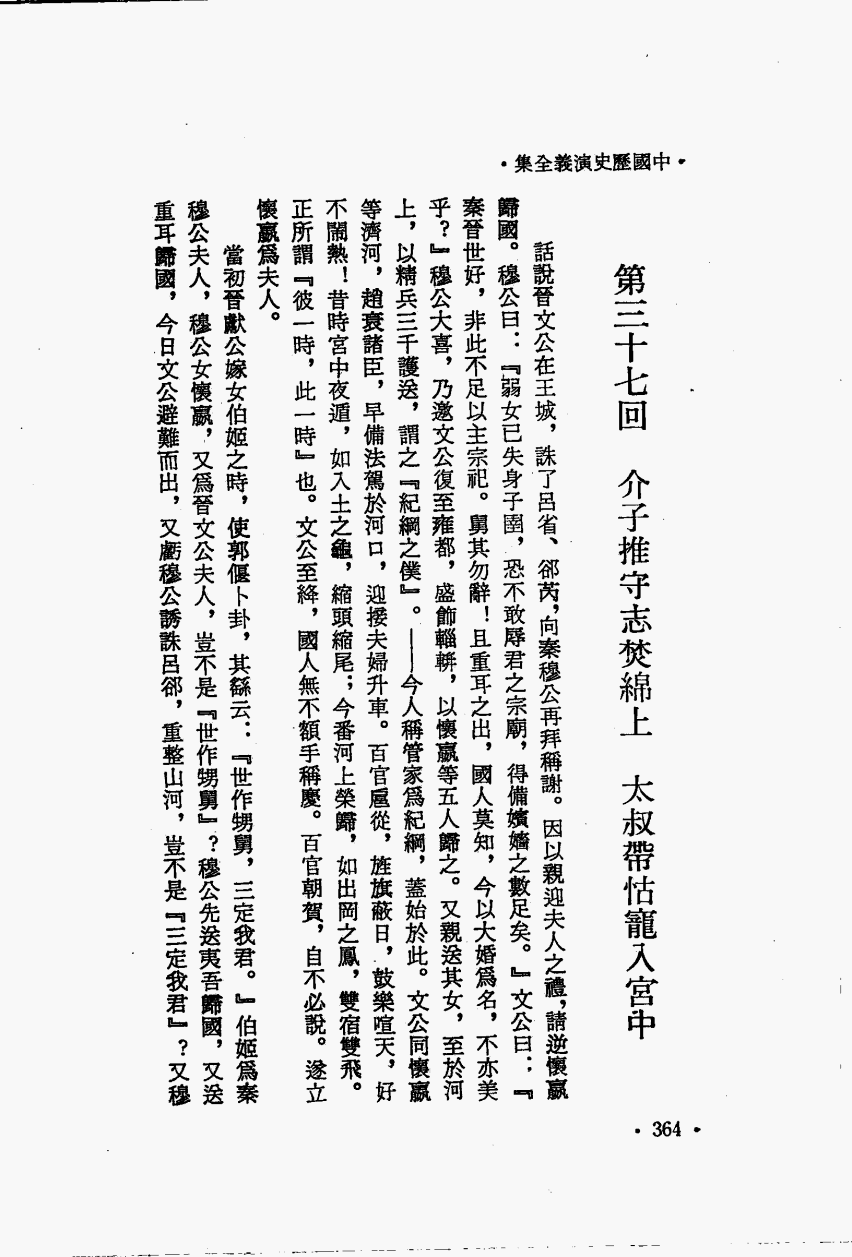 ·中國歷史演義全集·
第三十七回　介子推守志焚綿上　太叔帶怙寵入宮中
話說晉文公在王城，誅了呂省、郤芮，向秦穆公再拜稱謝。因以親迎夫人之禮，請逆懷嬴
歸國。穆公曰：『弱女已失身子圉，恐不敢辱君之宗廟，得備嬪嬙之數足矣。』文公曰：『
秦晉世好，非此不足以主宗祀。舅其勿辭！且重耳之出，國人莫知，今以大婚爲名，不亦美
乎？』穆公大喜，乃邀文公復至雍都，盛飾輜軿，以懷嬴等五人歸之。又親送其女，至於河
上，以精兵三千護送，謂之『紀綱之僕』。——今人稱管家爲紀綱，蓋始於此。文公同懷嬴
等濟河，趙衰諸臣，早備法駕於河口，迎接夫婦升車。百官扈從，旌旗蔽日，鼓樂喧天，好
不鬧熱！昔時宮中夜遁，如入土之龜，縮頭縮尾；今番河上榮歸，如出岡之鳳，雙宿雙飛。
正所謂『彼一時，此一時』也。文公至絳，國人無不額手稱慶。百官朝賀，自不必說。遂立
懷嬴爲夫人。
當初晉獻公嫁女伯姬之時，使郭偃卜卦，其繇云：『世作甥舅，三定我君。』伯姬爲秦
穆公夫人，穆公女懷嬴，又爲晉文公夫人，豈不是『世作甥舅』？穆公先送夷吾歸國，又送
重耳歸國，今日文公避難而出，又虧穆公誘誅呂郤，重整山河，豈不是『三定我君』？又穆
·364·